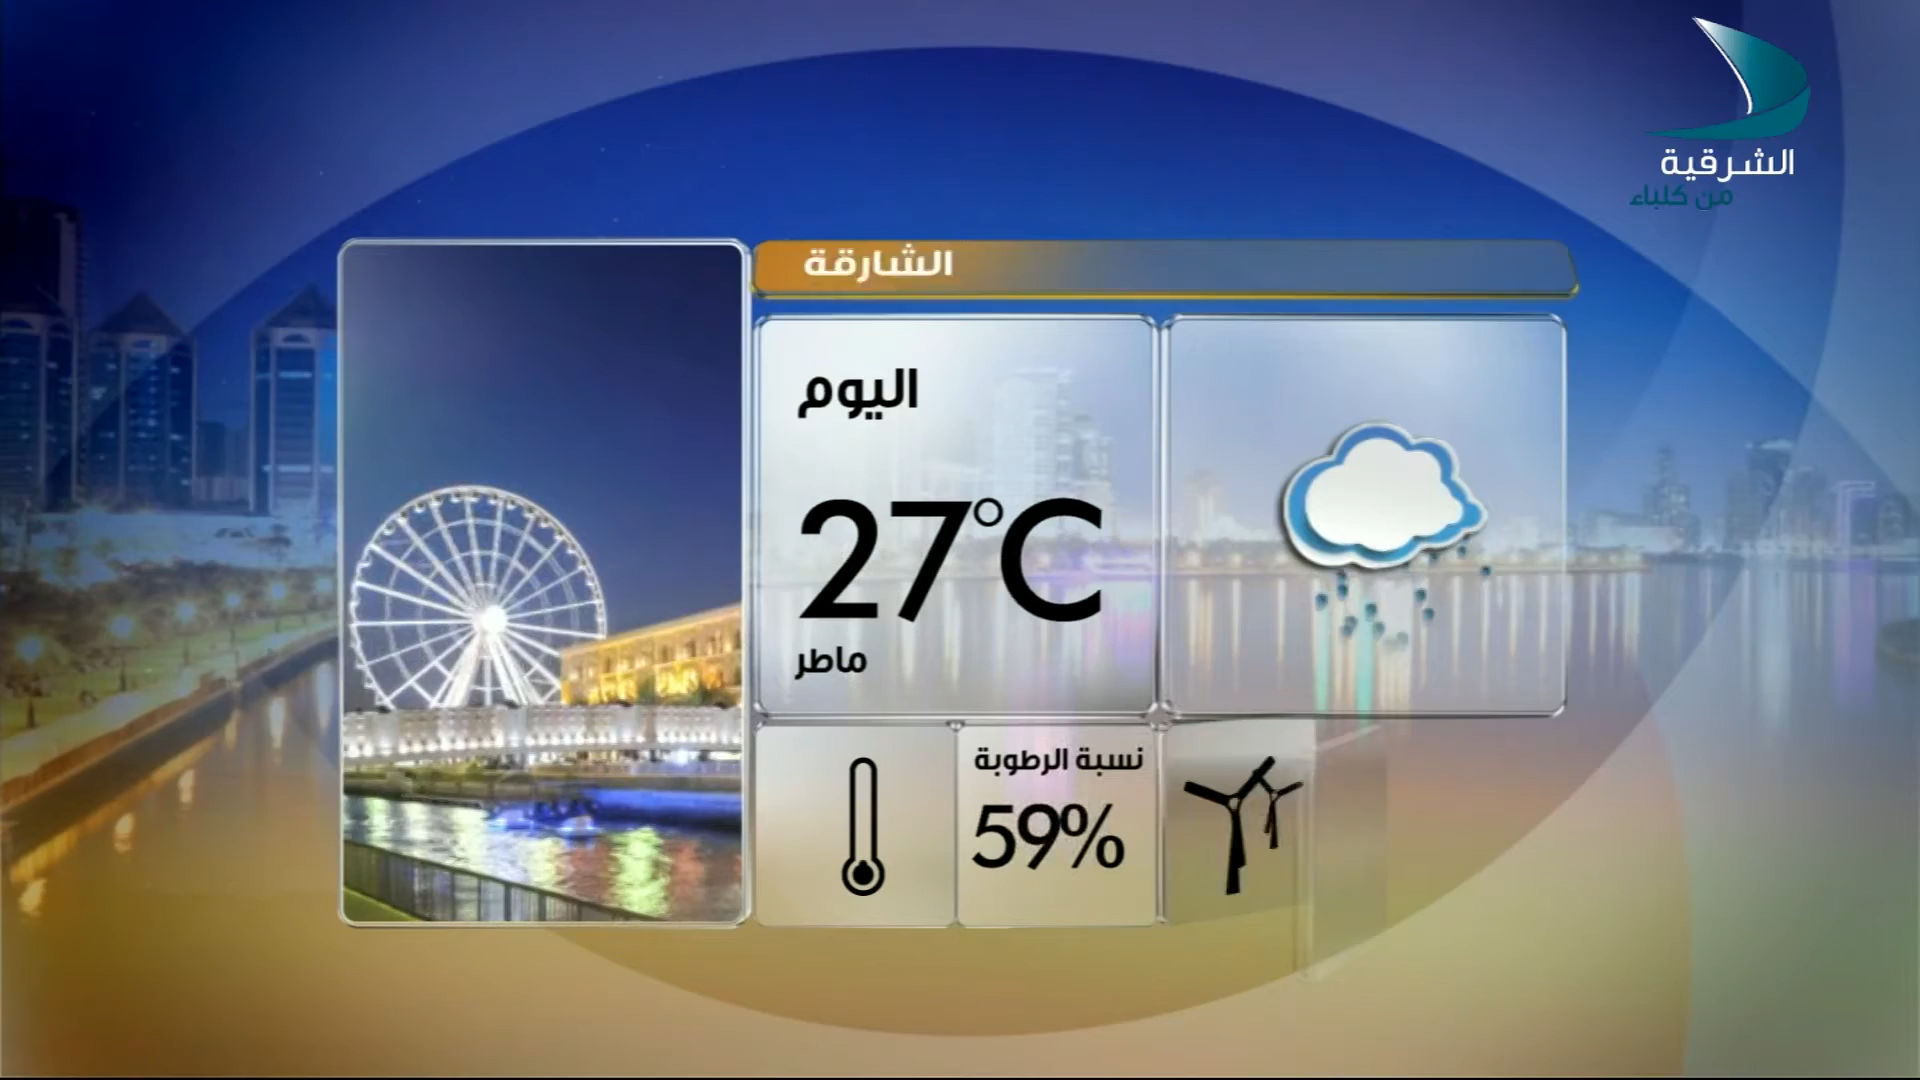 الشرقية
من كلباء
الشارقة
اليوم
27°C
ماطر
نسبة الرطوبة
59%